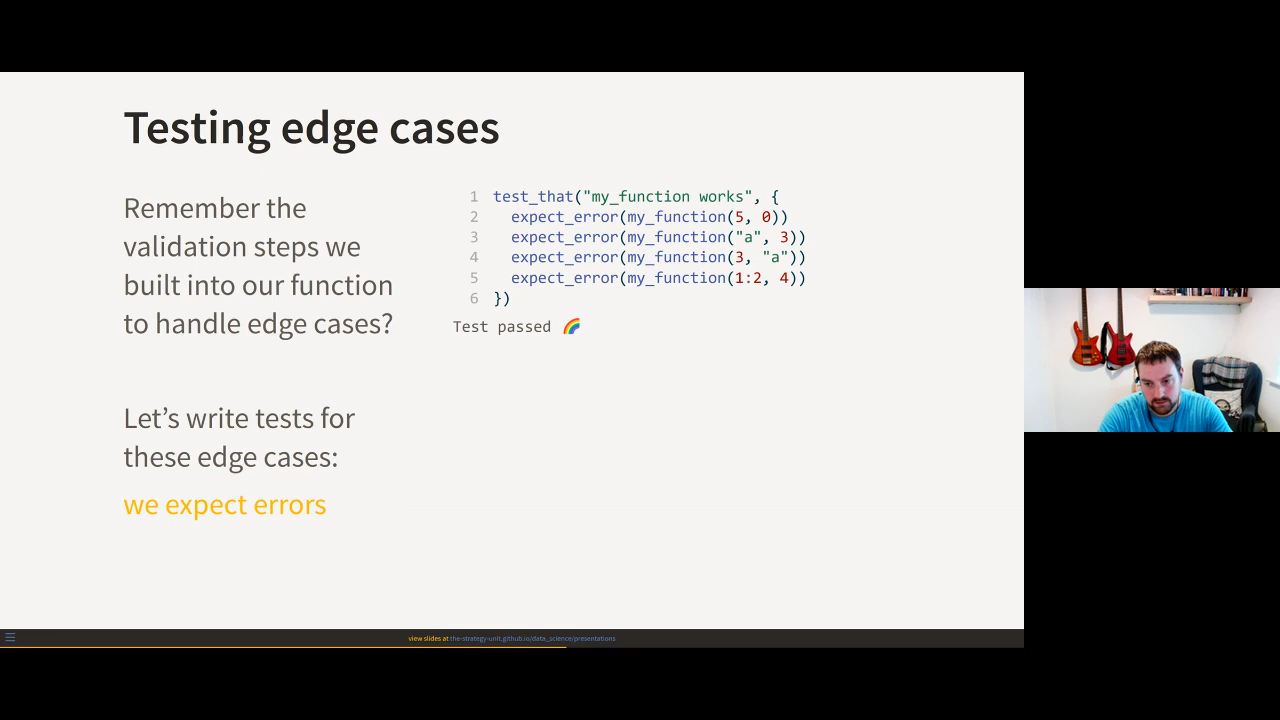 Testing edge cases
Remember the
validation steps we
built into our function
to handle edge cases?
Let’s write tests for
these edge cases:
we expect errors
1 test_that("my_function works", {
2   expect_error(my_function(5, 0))
3   expect_error(my_function("a", 3))
4   expect_error(my_function(3, "a"))
5   expect_error(my_function(1:2, 4))
6 })
Test passed 🌈
view slides at the-strategy-unit.github.io/data_science/presentations